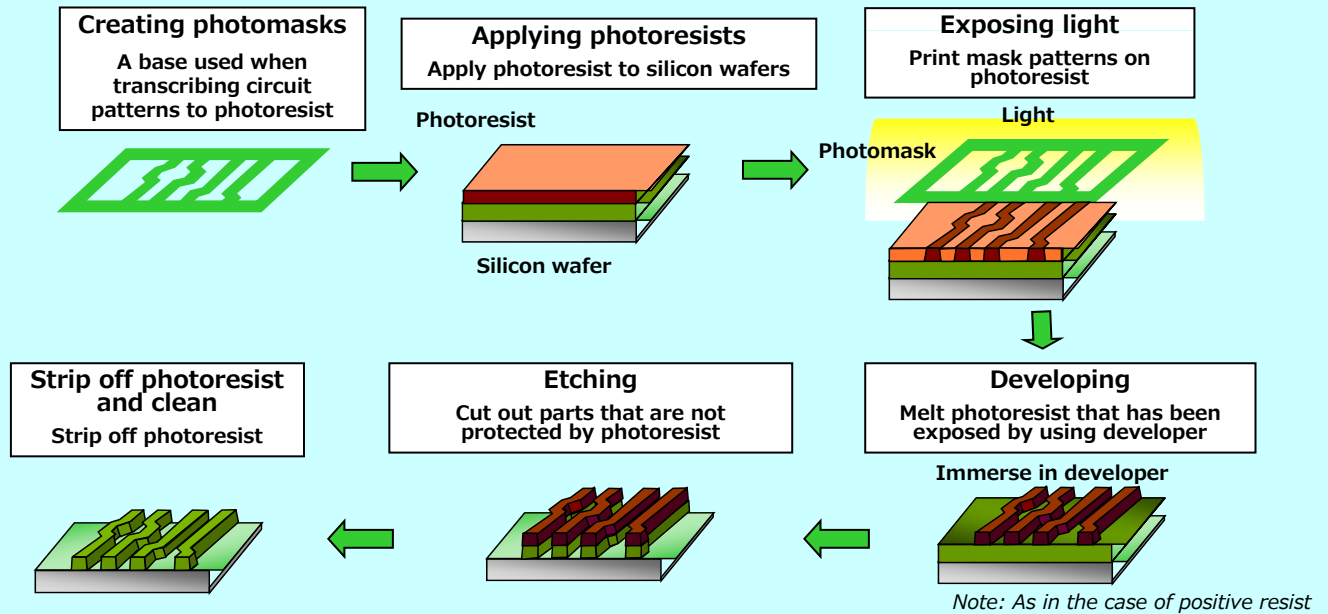 Creating photomasks
A base used when
transcribing circuit
patterns to photoresist
Applying photoresists
Apply photoresist to silicon wafers
Photoresist
Silicon wafer
Exposing light
Print mask patterns on
photoresist
Light
Photomask
Developing
Melt photoresist that has been
exposed by using developer
Immerse in developer
Etching
Cut out parts that are not
protected by photoresist
Strip off photoresist
and clean
Strip off photoresist
Note: As in the case of positive resist